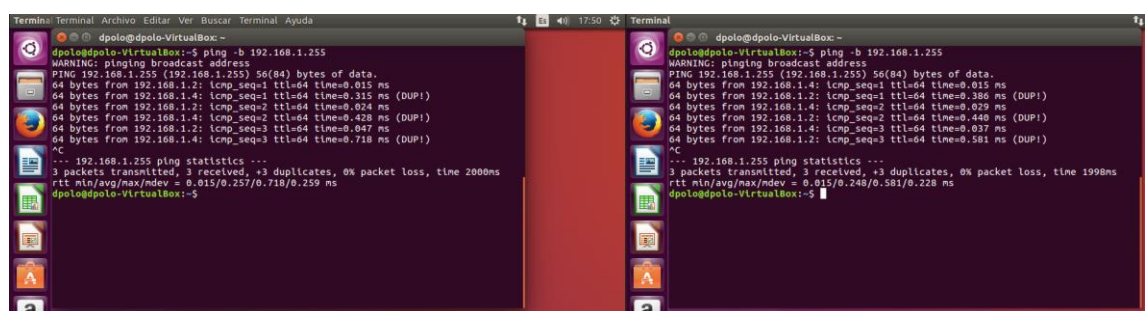 Terminal Terminal Archivo Editar Ver Buscar Terminal Ayuda
Es 17:50
dpolo@dpolo-VirtualBox: ~
dpolo@dpolo-VirtualBox:~$ ping -b 192.168.1.255
WARNING: pinging broadcast address
PING 192.168.1.255 (192.168.1.255) 56(84) bytes of data.
64 bytes from 192.168.1.2: icmp_seq=1 ttl=64 time=0.015 ms
64 bytes from 192.168.1.4: icmp_seq=1 ttl=64 time=0.315 ms (DUP!)
64 bytes from 192.168.1.2: icmp_seq=2 ttl=64 time=0.024 ms
64 bytes from 192.168.1.4: icmp_seq=2 ttl=64 time=0.428 ms (DUP!)
64 bytes from 192.168.1.2: icmp_seq=3 ttl=64 time=0.047 ms
64 bytes from 192.168.1.4: icmp_seq=3 ttl=64 time=0.718 ms (DUP!)
^C
--- 192.168.1.255 ping statistics ---
3 packets transmitted, 3 received, +3 duplicates, 0% packet loss, time 2000ms
rtt min/avg/max/mdev = 0.015/0.257/0.718/0.259 ms
dpolo@dpolo-VirtualBox:~$
Terminal
dpolo@dpolo-VirtualBox: ~
dpolo@dpolo-VirtualBox:~$ ping -b 192.168.1.255
WARNING: pinging broadcast address
PING 192.168.1.255 (192.168.1.255) 56(84) bytes of data.
64 bytes from 192.168.1.4: icmp_seq=1 ttl=64 time=0.015 ms
64 bytes from 192.168.1.2: icmp_seq=1 ttl=64 time=0.386 ms (DUP!)
64 bytes from 192.168.1.4: icmp_seq=2 ttl=64 time=0.029 ms
64 bytes from 192.168.1.2: icmp_seq=2 ttl=64 time=0.440 ms (DUP!)
64 bytes from 192.168.1.4: icmp_seq=3 ttl=64 time=0.037 ms
64 bytes from 192.168.1.2: icmp_seq=3 ttl=64 time=0.581 ms (DUP!)
^C
--- 192.168.1.255 ping statistics ---
3 packets transmitted, 3 received, +3 duplicates, 0% packet loss, time 1998ms
rtt min/avg/max/mdev = 0.015/0.248/0.581/0.228 ms
dpolo@dpolo-VirtualBox:~$